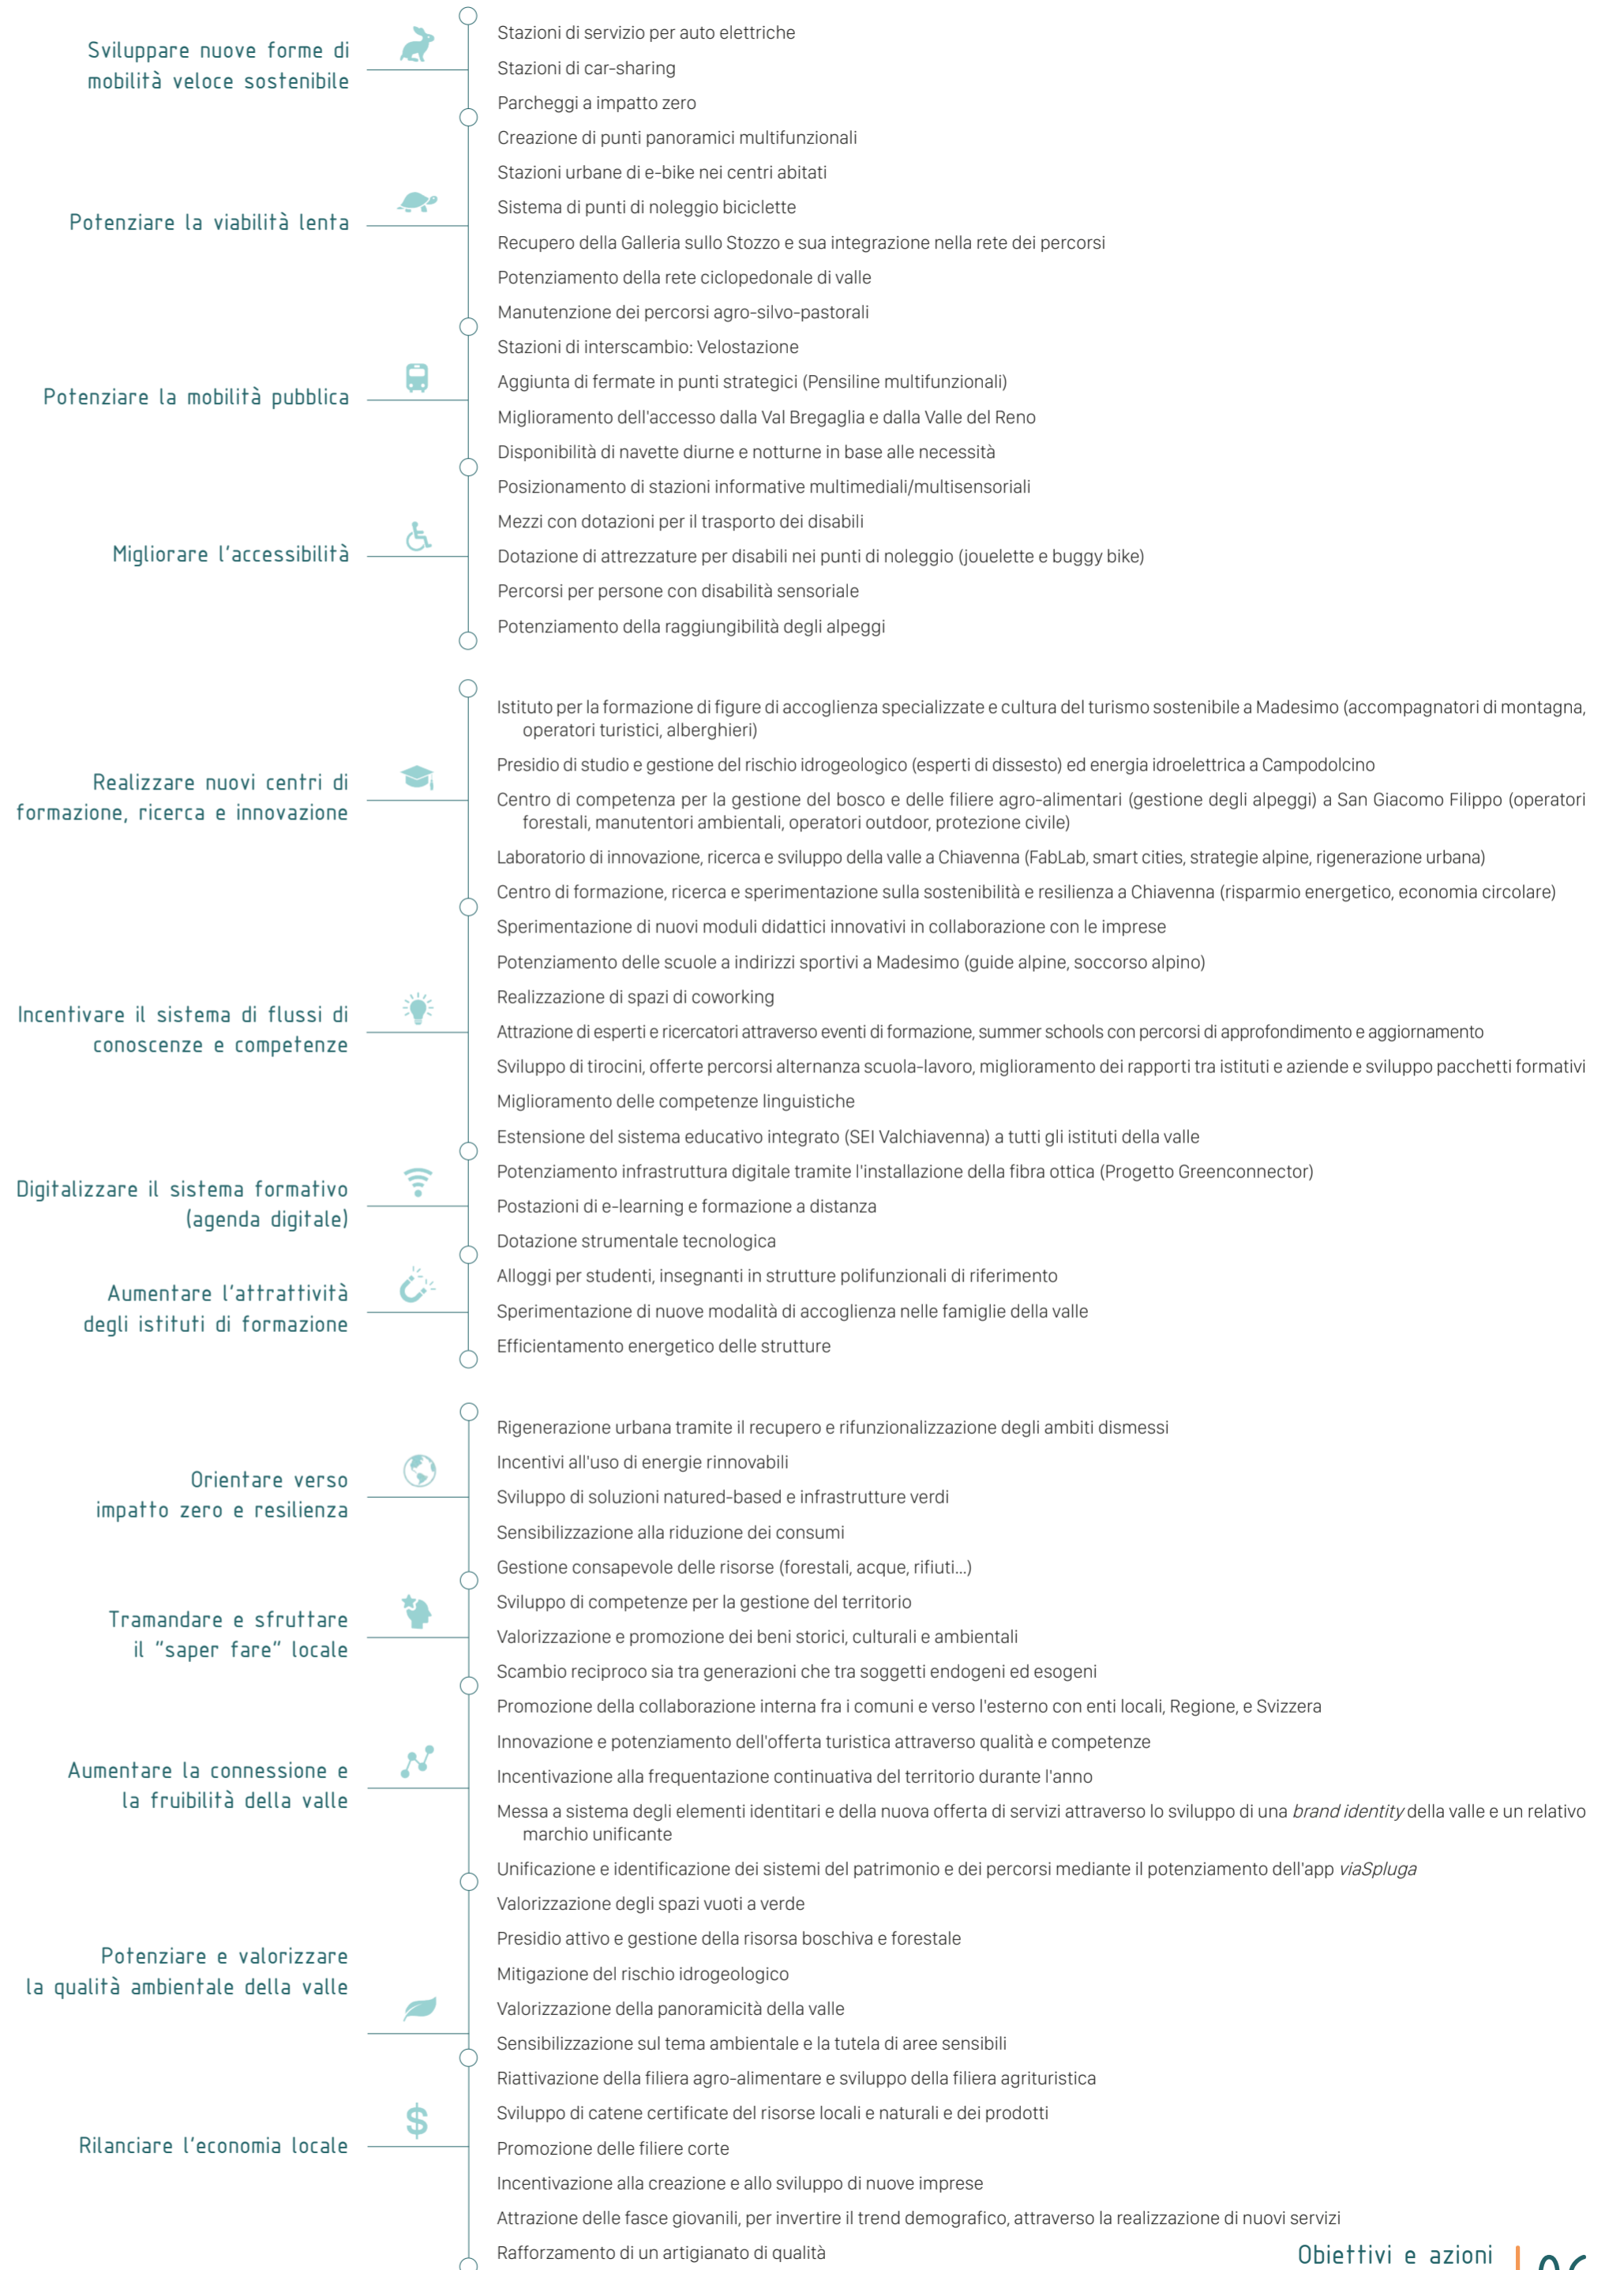 Sviluppare nuove forme di
mobilità veloce sostenibile
Stazioni di servizio per auto elettriche
Stazioni di car-sharing
Parcheggi a impatto zero
Potenziare la viabilità lenta
Creazione di punti panoramici multifunzionali
Stazioni urbane di e-bike nei centri abitati
Sistema di punti di noleggio biciclette
Recupero della Galleria sullo Stozzo e sua integrazione nella rete dei percorsi
Potenziamento della rete ciclopedonale di valle
Manutenzione dei percorsi agro-silvo-pastorali
Potenziare la mobilità pubblica
Stazioni di interscambio: Velostazione
Aggiunta di fermate in punti strategici (Pensiline multifunzionali)
Miglioramento dell'accesso dalla Val Bregaglia e dalla Valle del Reno
Disponibilità di navette diurne e notturne in base alle necessità
Migliorare l'accessibilità
Posizionamento di stazioni informative multimediali/multisensoriali
Mezzi con dotazioni per il trasporto dei disabili
Dotazione di attrezzature per disabili nei punti di noleggio (jouelette e buggy bike)
Percorsi per persone con disabilità sensoriale
Potenziamento della raggiungibilità degli alpeggi
Realizzare nuovi centri di
formazione, ricerca e innovazione
Istituto per la formazione di figure di accoglienza specializzate e cultura del turismo sostenibile a Madesimo (accompagnatori di montagna,
operatori turistici, alberghieri)
Presidio di studio e gestione del rischio idrogeologico (esperti di dissesto) ed energia idroelettrica a Campodolcino
Centro di competenza per la gestione del bosco e delle filiere agro-alimentari (gestione degli alpeggi) a San Giacomo Filippo (operatori
forestali, manutentori ambientali, operatori outdoor, protezione civile)
Laboratorio di innovazione, ricerca e sviluppo della valle a Chiavenna (FabLab, smart cities, strategie alpine, rigenerazione urbana)
Centro di formazione, ricerca e sperimentazione sulla sostenibilità e resilienza a Chiavenna (risparmio energetico, economia circolare)
Incentivare il sistema di flussi di
conoscenze e competenze
Sperimentazione di nuovi moduli didattici innovativi in collaborazione con le imprese
Potenziamento delle scuole a indirizzi sportivi a Madesimo (guide alpine, soccorso alpino)
Realizzazione di spazi di coworking
Attrazione di esperti e ricercatori attraverso eventi di formazione, summer schools con percorsi di approfondimento e aggiornamento
Sviluppo di tirocini, offerte percorsi alternanza scuola-lavoro, miglioramento dei rapporti tra istituti e aziende e sviluppo pacchetti formativi
Miglioramento delle competenze linguistiche
Estensione del sistema educativo integrato (SEI Valchiavenna) a tutti gli istituti della valle
Digitalizzare il sistema formativo
(agenda digitale)
Potenziamento infrastruttura digitale tramite l'installazione della fibra ottica (Progetto Greenconnector)
Postazioni di e-learning e formazione a distanza
Dotazione strumentale tecnologica
Aumentare l'attrattività
degli istituti di formazione
Alloggi per studenti, insegnanti in strutture polifunzionali di riferimento
Sperimentazione di nuove modalità di accoglienza nelle famiglie della valle
Efficientamento energetico delle strutture
Orientare verso
impatto zero e resilienza
Rigenerazione urbana tramite il recupero e rifunzionalizzazione degli ambiti dismessi
Incentivi all'uso di energie rinnovabili
Sviluppo di soluzioni natured-based e infrastrutture verdi
Sensibilizzazione alla riduzione dei consumi
Gestione consapevole delle risorse (forestali, acque, rifiuti...)
Tramandare e sfruttare
il "saper fare" locale
Sviluppo di competenze per la gestione del territorio
Valorizzazione e promozione dei beni storici, culturali e ambientali
Scambio reciproco sia tra generazioni che tra soggetti endogeni ed esogeni
Aumentare la connessione e
la fruibilità della valle
Promozione della collaborazione interna fra i comuni e verso l'esterno con enti locali, Regione, e Svizzera
Innovazione e potenziamento dell'offerta turistica attraverso qualità e competenze
Incentivazione alla frequentazione continuativa del territorio durante l'anno
Messa a sistema degli elementi identitari e della nuova offerta di servizi attraverso lo sviluppo di una brand identity della valle e un relativo
marchio unificante
Unificazione e identificazione dei sistemi del patrimonio e dei percorsi mediante il potenziamento dell'app viaSpluga
Potenziare e valorizzare
la qualità ambientale della valle
Valorizzazione degli spazi vuoti a verde
Presidio attivo e gestione della risorsa boschiva e forestale
Mitigazione del rischio idrogeologico
Valorizzazione della panoramicità della valle
Sensibilizzazione sul tema ambientale e la tutela di aree sensibili
Rilanciare l'economia locale
$
Riattivazione della filiera agro-alimentare e sviluppo della filiera agrituristica
Sviluppo di catene certificate del risorse locali e naturali e dei prodotti
Promozione delle filiere corte
Incentivazione alla creazione e allo sviluppo di nuove imprese
Attrazione delle fasce giovanili, per invertire il trend demografico, attraverso la realizzazione di nuovi servizi
Rafforzamento di un artigianato di qualità
Obiettivi e azioni